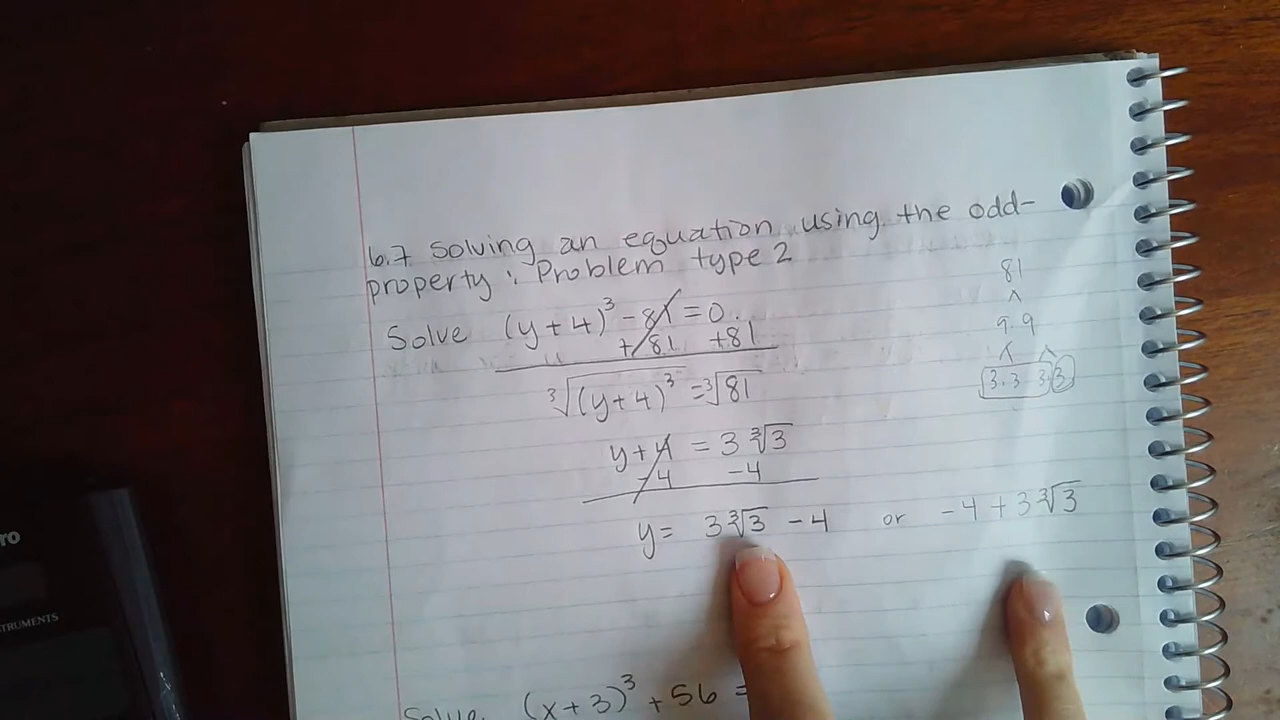 6.7 Solving an equation using the odd-
property: Problem type 2
Solve (y+4)³ - 81 = 0
+ 81 +81
∛(y+4)³ = ∛81
y+4 = 3∛3
-4 -4
y = 3∛3 - 4 or -4 + 3∛3
81
9.9
3.3 3 3
Solve (x+3)³ + 56 =
TRUMENTS